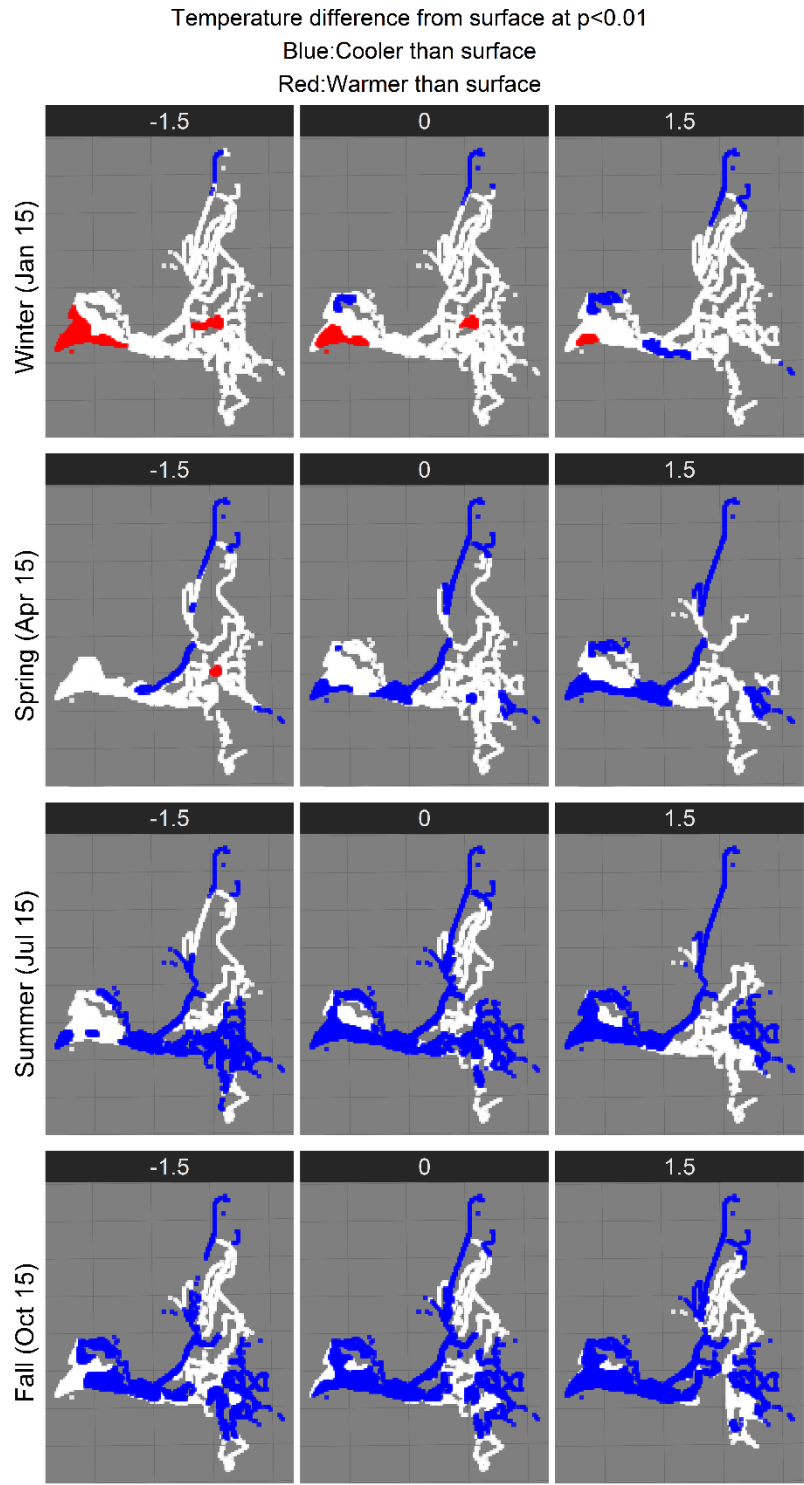 Temperature difference from surface at p<0.01
Blue:Cooler than surface
Red:Warmer than surface
-1.5 0 1.5
Winter (Jan 15)
-1.5 0 1.5
Spring (Apr 15)
-1.5 0 1.5
Summer (Jul 15)
-1.5 0 1.5
Fall (Oct 15)